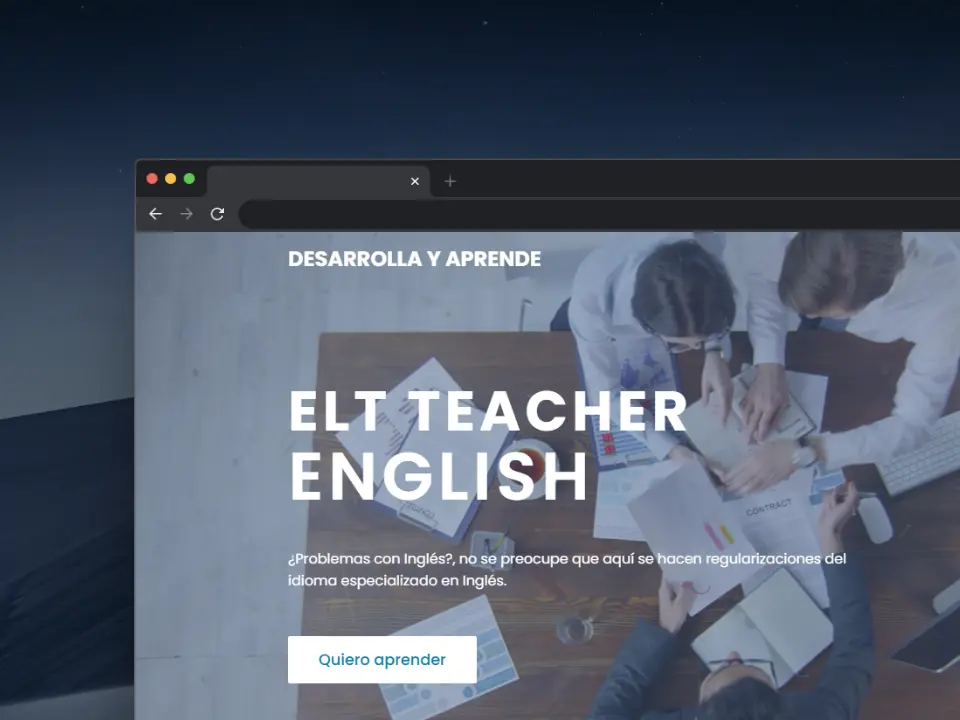 DESARROLLA Y APRENDE
ELT TEACHER
ENGLISH
¿Problemas con Inglés?, no se preocupe que aquí se hacen regularizaciones del
idioma especializado en Inglés.
CONTRACT
Quiero aprender